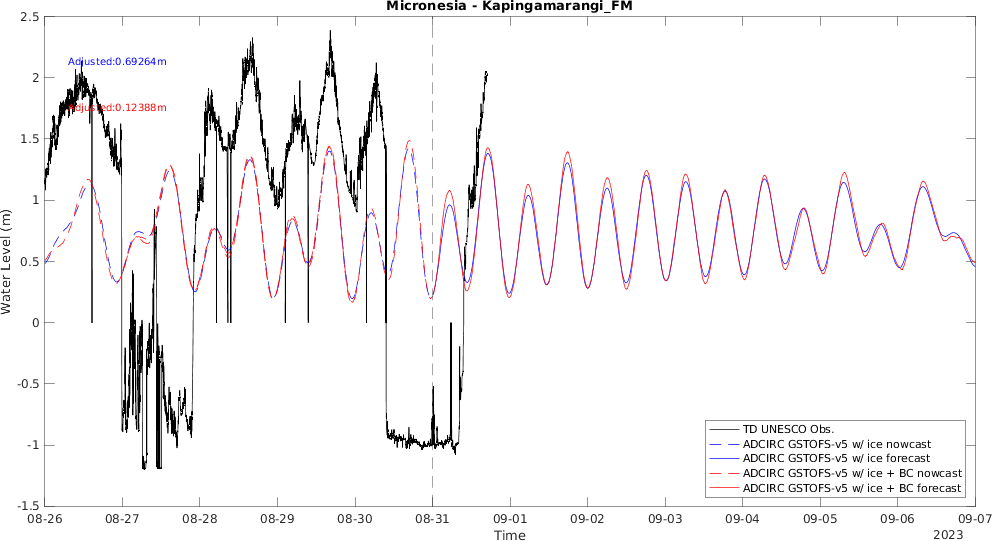 Micronesia - Kapingamarangi_FM
Water Level (m)
2.5
2
1.5
1
0.5
0
-0.5
-1
-1.5
Adjusted:0.69264m
Adjusted:0.12388m
TD UNESCO Obs.
ADCIRC GSTOFS-v5 w/ ice nowcast
ADCIRC GSTOFS-v5 w/ ice forecast
ADCIRC GSTOFS-v5 w/ ice + BC nowcast
ADCIRC GSTOFS-v5 w/ ice + BC forecast
08-26 08-27 08-28 08-29 08-30 08-31 09-01 09-02 09-03 09-04 09-05 09-06 09-07
Time
2023